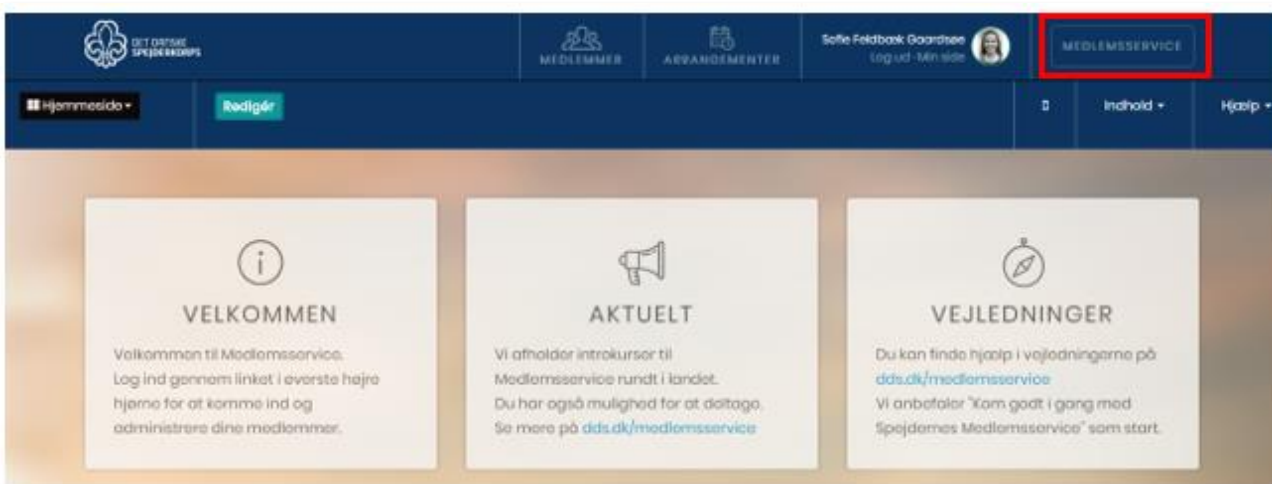 DET DANSKE
SPEJDERKORPS
MEDLEMMER
ARRANGEMENTER
Sofie Feldbæk Gaardsøe
Log ud - Min side
MEDLEMSSERVICE
Hjemmeside
Redigér
Indhold
Hjælp
VELKOMMEN
Velkommen til Medlemsservice.
Log ind gennem linket i øverste højre
hjørne for at komme ind og
administrere dine medlemmer.
AKTUELT
Vi afholder introkurser til
Medlemsservice rundt i landet.
Du har også mulighed for at deltage.
Se mere på dds.dk/medlemsservice
VEJLEDNINGER
Du kan finde hjælp i vejledningerne på
dds.dk/medlemsservice
Vi anbefaler "Kom godt i gang med
Spejdernes Medlemsservice" som start.